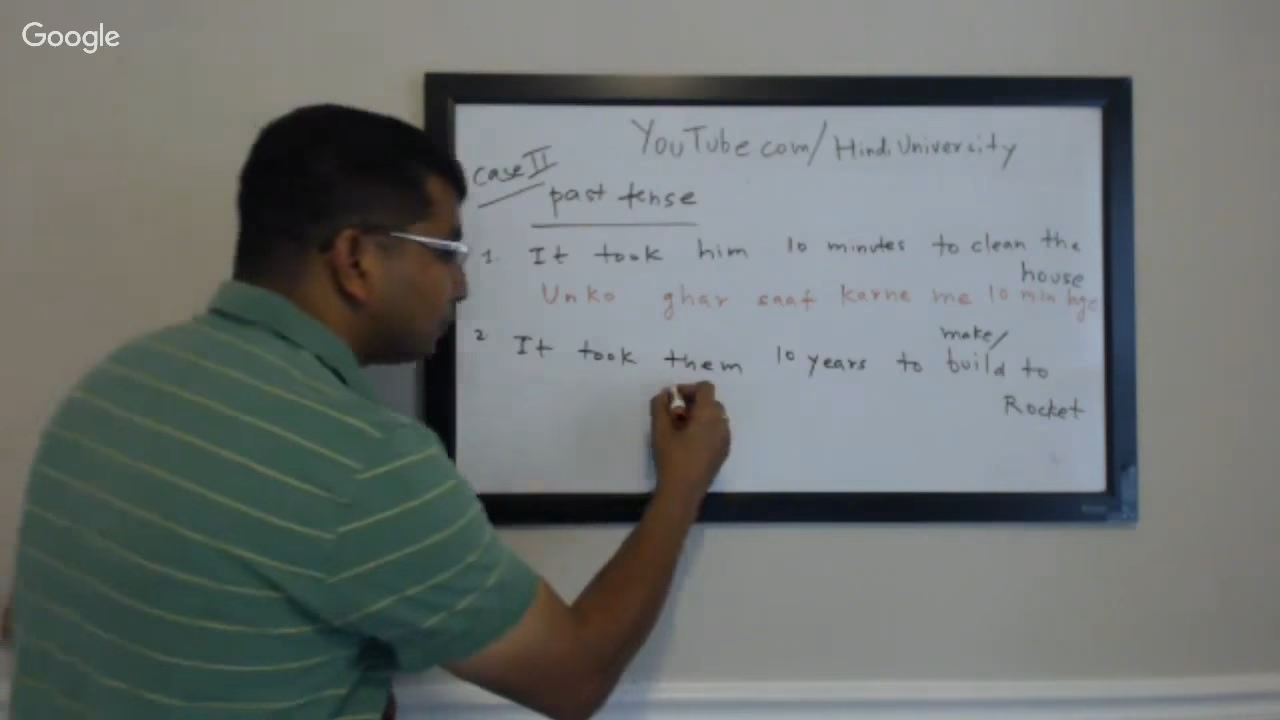 Google
YouTube.com/HindiUniversity
Case II
past tense
1. It took him 10 minutes to clean the
house
Unko ghar saaf karne me 10 min lge
2 It took them 10 years to build to
make/
Rocket